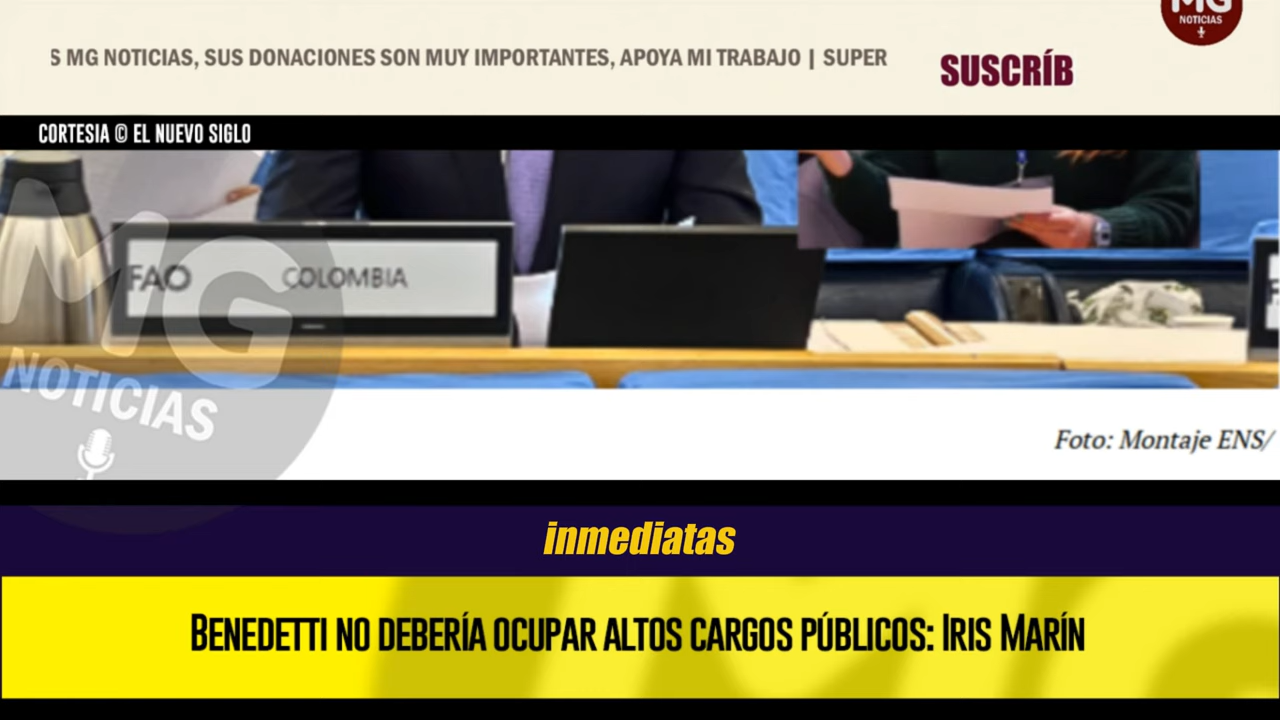 MG
NOTICIAS
S MG NOTICIAS, SUS DONACIONES SON MUY IMPORTANTES, APOYA MI TRABAJO | SUPER
SUSCRÍB
CORTESIA © EL NUEVO SIGLO
FAO COLOMBIA
MG
NOTICIAS
Foto: Montaje ENS/
inmediatas
BENEDETTI NO DEBERÍA OCUPAR ALTOS CARGOS PÚBLICOS: IRIS MARÍN